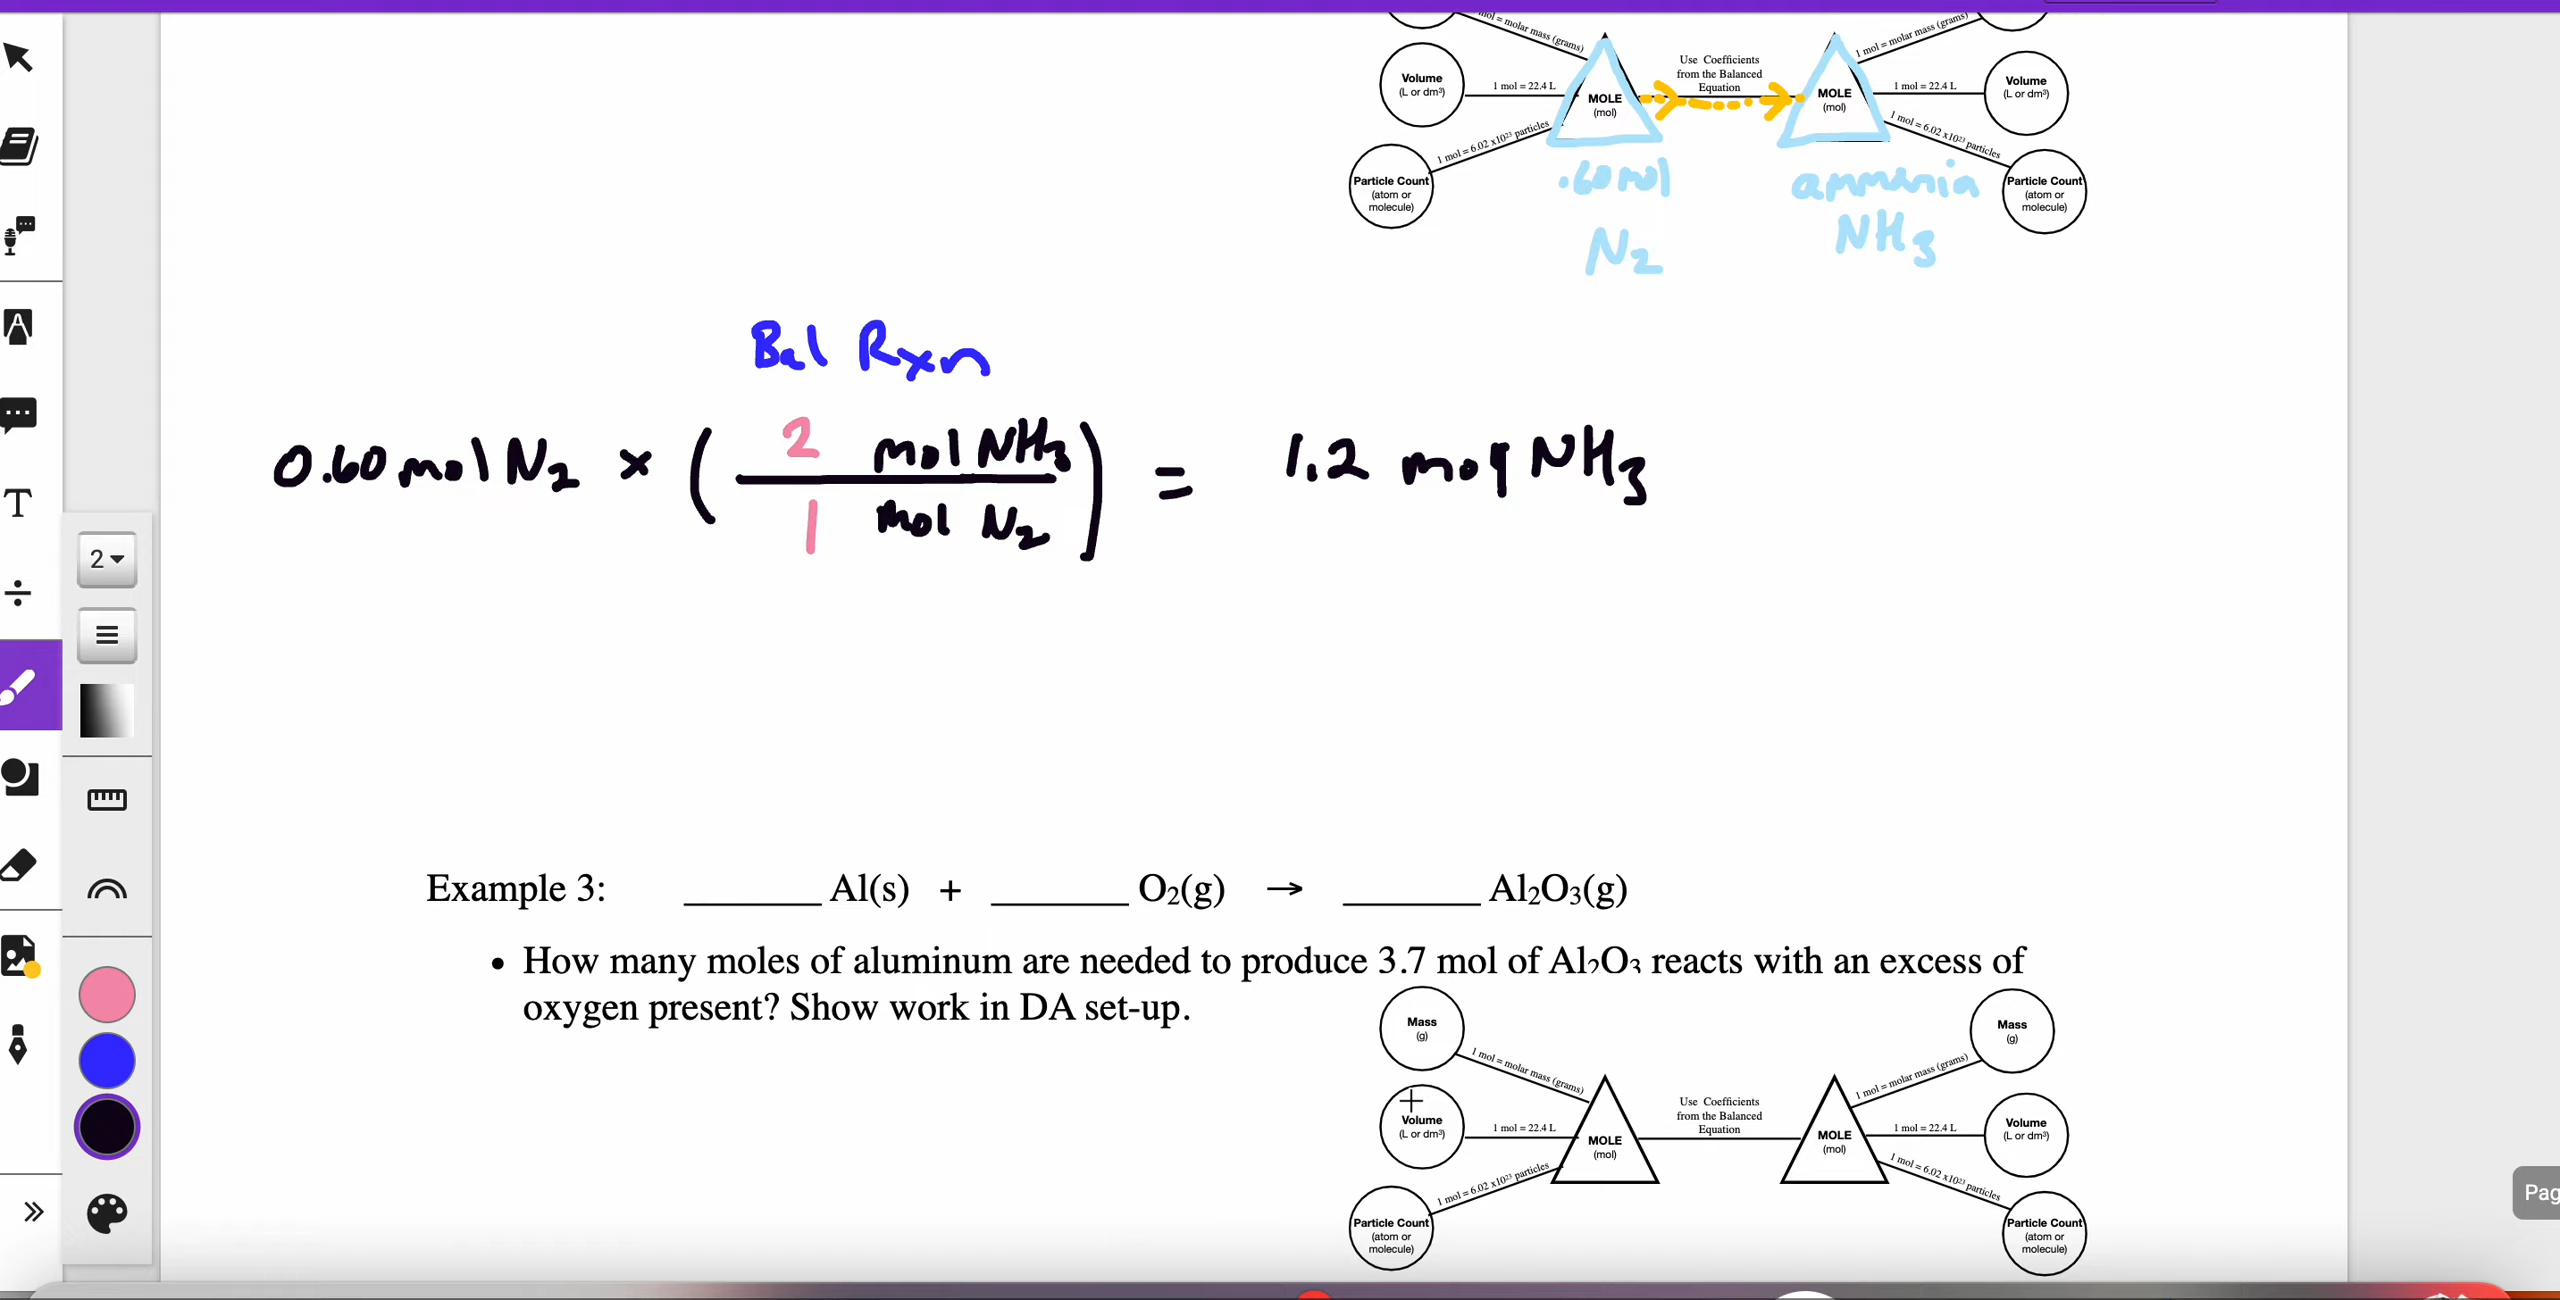 mol = molar mass (grams)
1 mol = molar mass (grams)
Volume
(L or dm³)
1 mol = 22.4 L
MOLE
(mol)
Use Coefficients
from the Balanced
Equation
MOLE
(mol)
1 mol = 22.4 L
Volume
(L or dm³)
1 mol = 6.02 x10²³ particles
1 mol = 6.02 x10²³ particles
Particle Count
(atom or
molecule)
.60 mol
N2
ammonia
NH3
Particle Count
(atom or
molecule)
Bal Rxn
0.60 mol N2 × ( 2 mol NH3 / 1 mol N2 ) = 1.2 mol NH3
Example 3: ______ Al(s) + ______ O₂(g) → ______ Al₂O₃(g)
• How many moles of aluminum are needed to produce 3.7 mol of Al₂O₃ reacts with an excess of
oxygen present? Show work in DA set-up.
Mass
(g)
1 mol = molar mass (grams)
1 mol = molar mass (grams)
Mass
(g)
Volume
(L or dm³)
1 mol = 22.4 L
MOLE
(mol)
Use Coefficients
from the Balanced
Equation
MOLE
(mol)
1 mol = 22.4 L
Volume
(L or dm³)
1 mol = 6.02 x10²³ particles
1 mol = 6.02 x10²³ particles
Particle Count
(atom or
molecule)
Particle Count
(atom or
molecule)
T
2
Pag